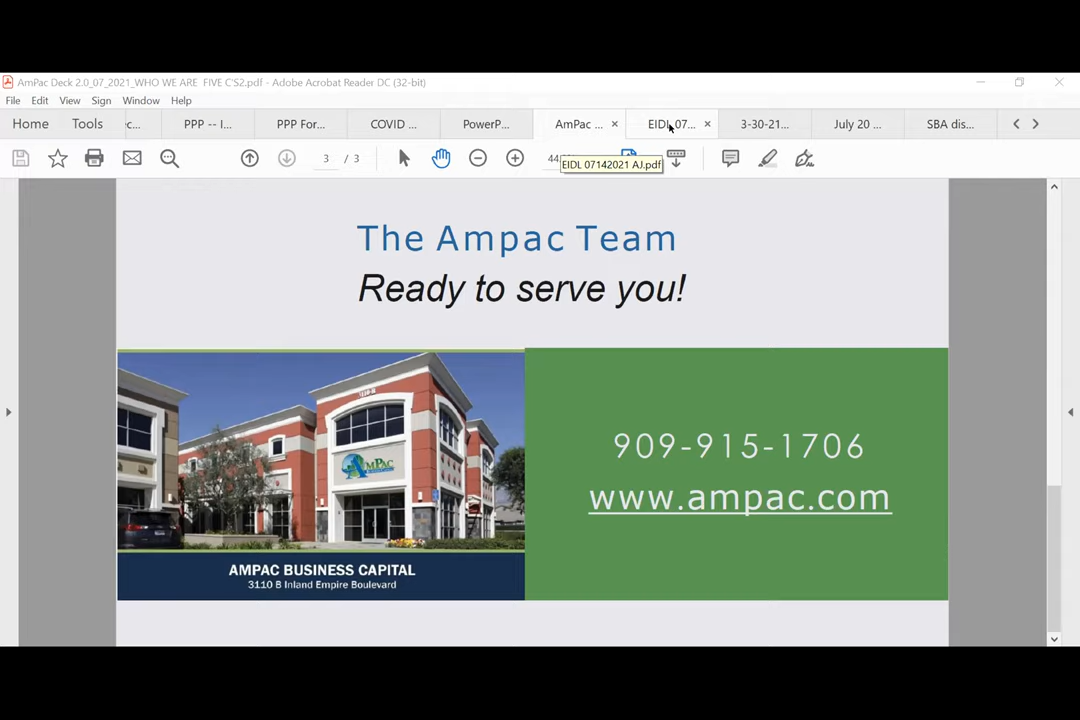 AmPac Deck 2.0_07_2021_WHO WE ARE FIVE C'S2.pdf - Adobe Acrobat Reader DC (32-bit)
File Edit View Sign Window Help
Home Tools c... PPP -- I... PPP For... COVID ... PowerP... AmPac ... × EIDL 07... × 3-30-21... July 20 ... SBA dis...
3 / 3
EIDL 07142021 AJ.pdf
The Ampac Team
Ready to serve you!
AMPAC
909-915-1706
www.ampac.com
AMPAC BUSINESS CAPITAL
3110 B Inland Empire Boulevard